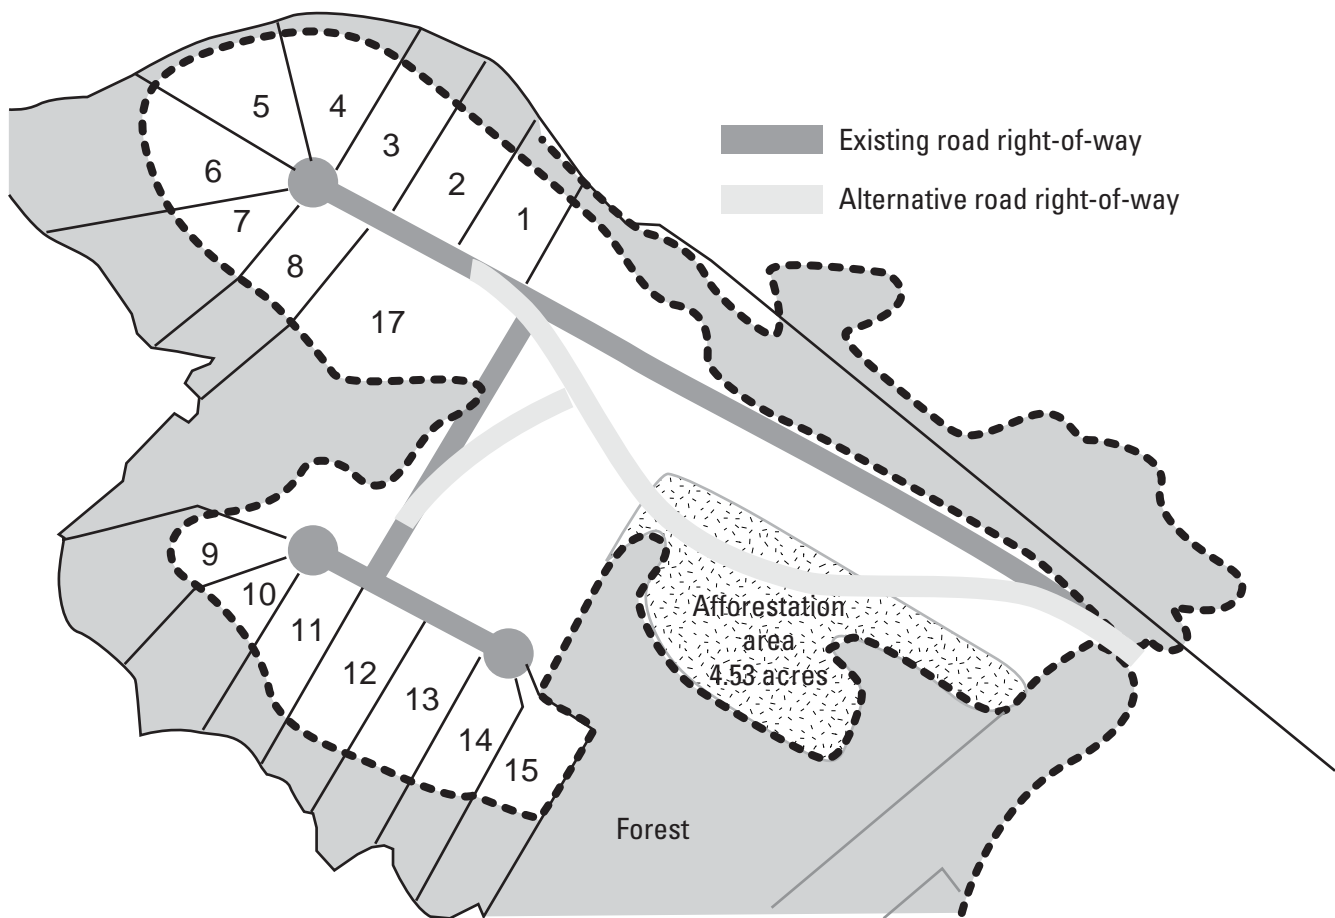 5
4
3
6
2
7
1
8
17
Existing road right-of-way
Alternative road right-of-way
9
10
11
12
13
14
15
Afforestation
area
4.53 acres
Forest